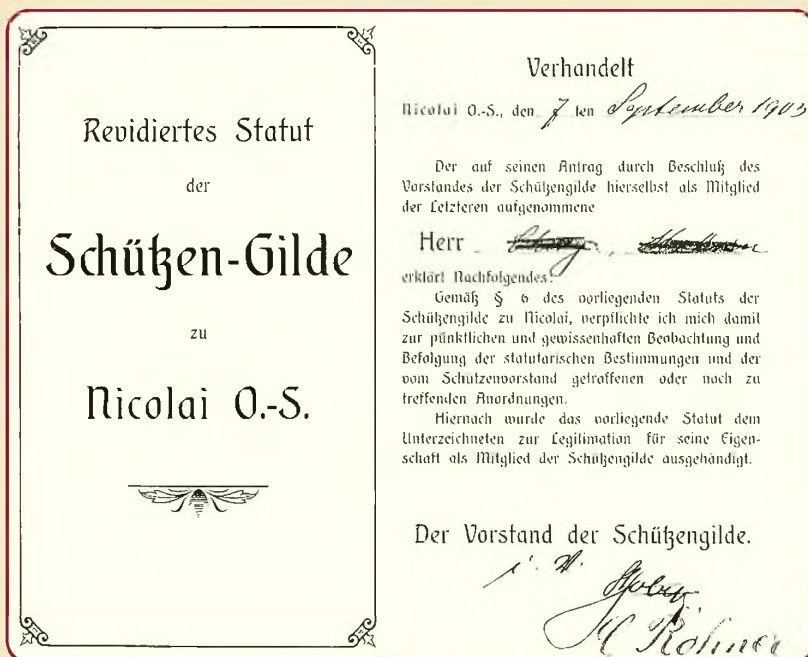 Revidiertes Statut
der
Schützen-Gilde
zu
Nicolai O.-S.
Verhandelt
Nicolai O.-S., den 7 ten September 1903
Der auf seinen Antrag durch Beschluß des
Vorstandes der Schützengilde hierselbst als Mitglied
der Letzteren aufgenommene
Herr
erklärt Nachfolgendes:
Gemäß § 6 des vorliegenden Statuts der
Schützengilde zu Nicolai, verpflichte ich mich damit
zur pünktlichen und gewissenhaften Beobachtung und
Befolgung der statutarischen Bestimmungen und der
vom Schützenvorstand getroffenen oder noch zu
treffenden Anordnungen.
Hiernach wurde das vorliegende Statut dem
Unterzeichneten zur Legitimation für seine Eigen-
schaft als Mitglied der Schützengilde ausgehändigt.
Der Vorstand der Schützengilde.
i. V.
Röhner